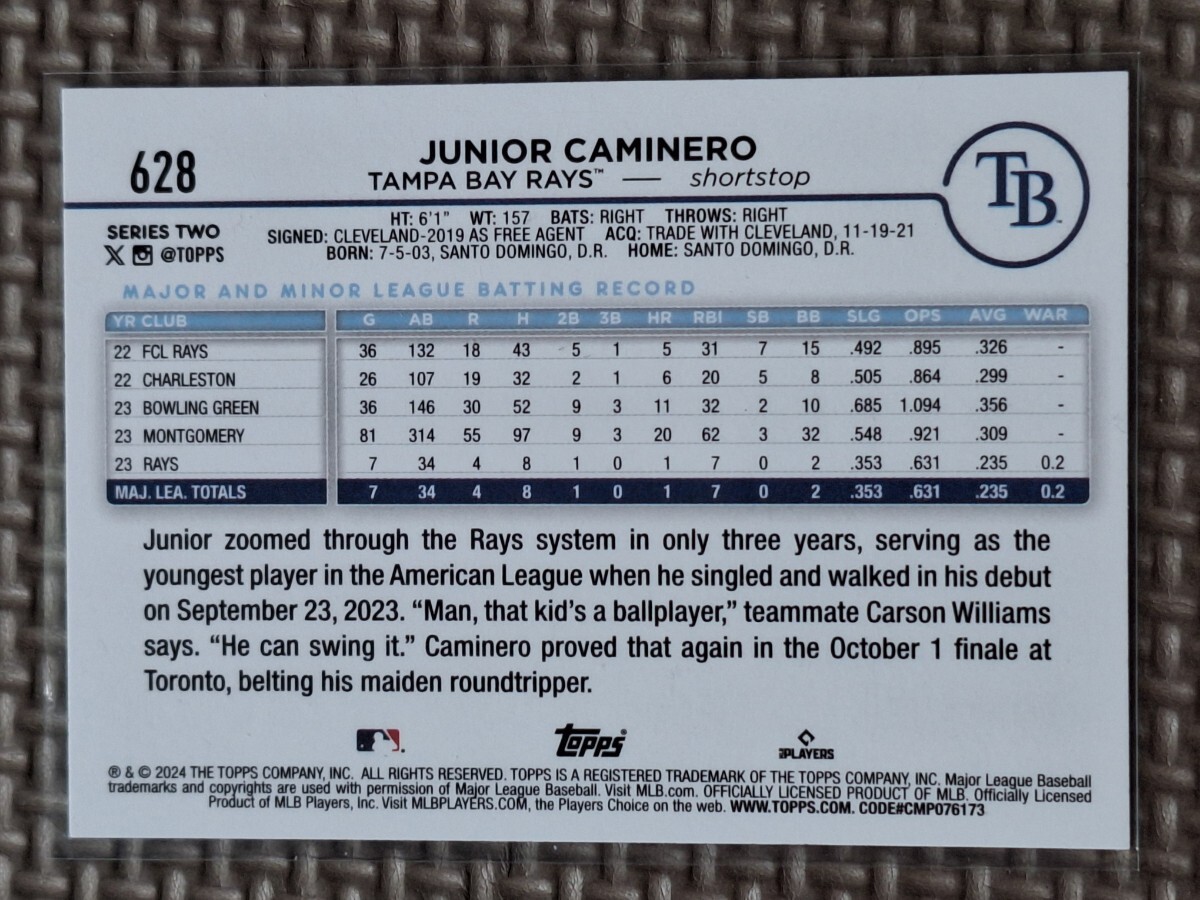 628
JUNIOR CAMINERO
TAMPA BAY RAYS™ — shortstop
TB
SERIES TWO
@TOPPS
HT: 6'1" WT: 157 BATS: RIGHT THROWS: RIGHT
SIGNED: CLEVELAND-2019 AS FREE AGENT ACQ: TRADE WITH CLEVELAND, 11-19-21
BORN: 7-5-03, SANTO DOMINGO, D.R. HOME: SANTO DOMINGO, D.R.
MAJOR AND MINOR LEAGUE BATTING RECORD
YR CLUB G AB R H 2B 3B HR RBI SB BB SLG OPS AVG WAR
22 FCL RAYS 36 132 18 43 5 1 5 31 7 15 .492 .895 .326 -
22 CHARLESTON 26 107 19 32 2 1 6 20 5 8 .505 .864 .299 -
23 BOWLING GREEN 36 146 30 52 9 3 11 32 2 10 .685 1.094 .356 -
23 MONTGOMERY 81 314 55 97 9 3 20 62 3 32 .548 .921 .309 -
23 RAYS 7 34 4 8 1 0 1 7 0 2 .353 .631 .235 0.2
MAJ. LEA. TOTALS 7 34 4 8 1 0 1 7 0 2 .353 .631 .235 0.2
Junior zoomed through the Rays system in only three years, serving as the
youngest player in the American League when he singled and walked in his debut
on September 23, 2023. “Man, that kid’s a ballplayer,” teammate Carson Williams
says. “He can swing it.” Caminero proved that again in the October 1 finale at
Toronto, belting his maiden roundtripper.
Topps
PLAYERS
® & © 2024 THE TOPPS COMPANY, INC. ALL RIGHTS RESERVED. TOPPS IS A REGISTERED TRADEMARK OF THE TOPPS COMPANY, INC. Major League Baseball
trademarks and copyrights are used with permission of Major League Baseball. Visit MLB.com. OFFICIALLY LICENSED PRODUCT OF MLB. Officially Licensed
Product of MLB Players, Inc. Visit MLBPLAYERS.COM, the Players Choice on the web. WWW.TOPPS.COM. CODE#CMP076173